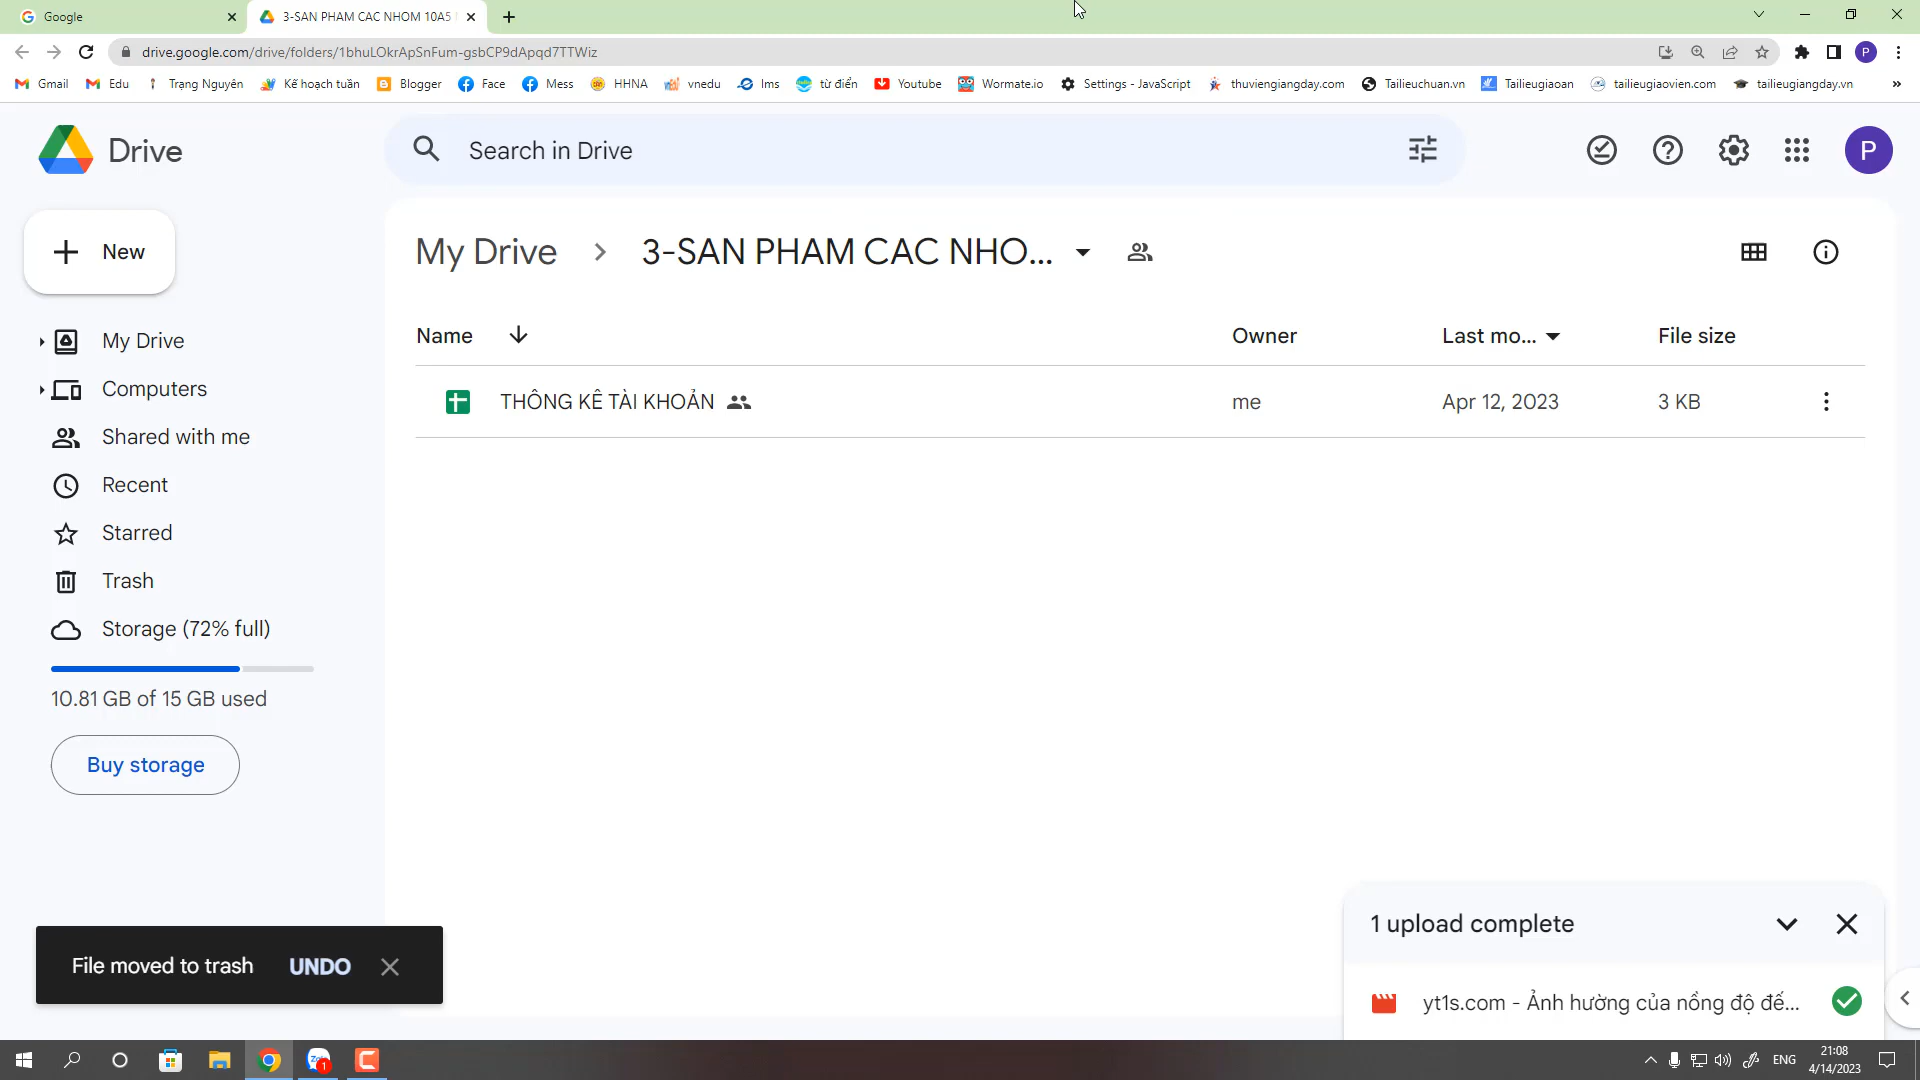 Google
3-SAN PHAM CAC NHOM 10A5
drive.google.com/drive/folders/1bhuLOkrApSnFum-gsbCP9dApqd7TTWiz
P
Gmail Edu Trạng Nguyên Kế hoạch tuần Blogger Face Mess HHNA vnedu lms từ điển Youtube Wormate.io Settings - JavaScript thuviengiangday.com Tailieuchuan.vn Tailieugiaoan tailieugiaovien.com tailieugiangday.vn »
Drive
Search in Drive
P
New
My Drive
Computers
Shared with me
Recent
Starred
Trash
Storage (72% full)
10.81 GB of 15 GB used
Buy storage
My Drive > 3-SAN PHAM CAC NHO...
Name Owner Last mo... File size
THÔNG KÊ TÀI KHOẢN me Apr 12, 2023 3 KB
File moved to trash UNDO
1 upload complete
yt1s.com - Ảnh hường của nồng độ đế...
1
ENG
21:08
4/14/2023